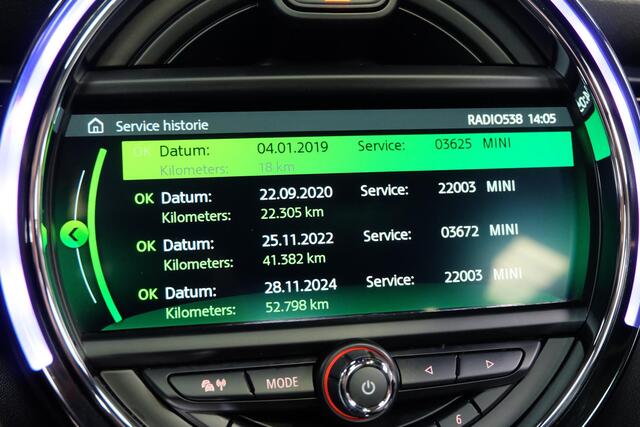 Service historie RADIO538 14:05
OK Datum: 04.01.2019 Service: 03625 MINI
Kilometers: 18 km
OK Datum: 22.09.2020 Service: 22003 MINI
Kilometers: 22.305 km
OK Datum: 25.11.2022 Service: 03672 MINI
Kilometers: 41.382 km
OK Datum: 28.11.2024 Service: 22003 MINI
Kilometers: 52.798 km
MODE
6